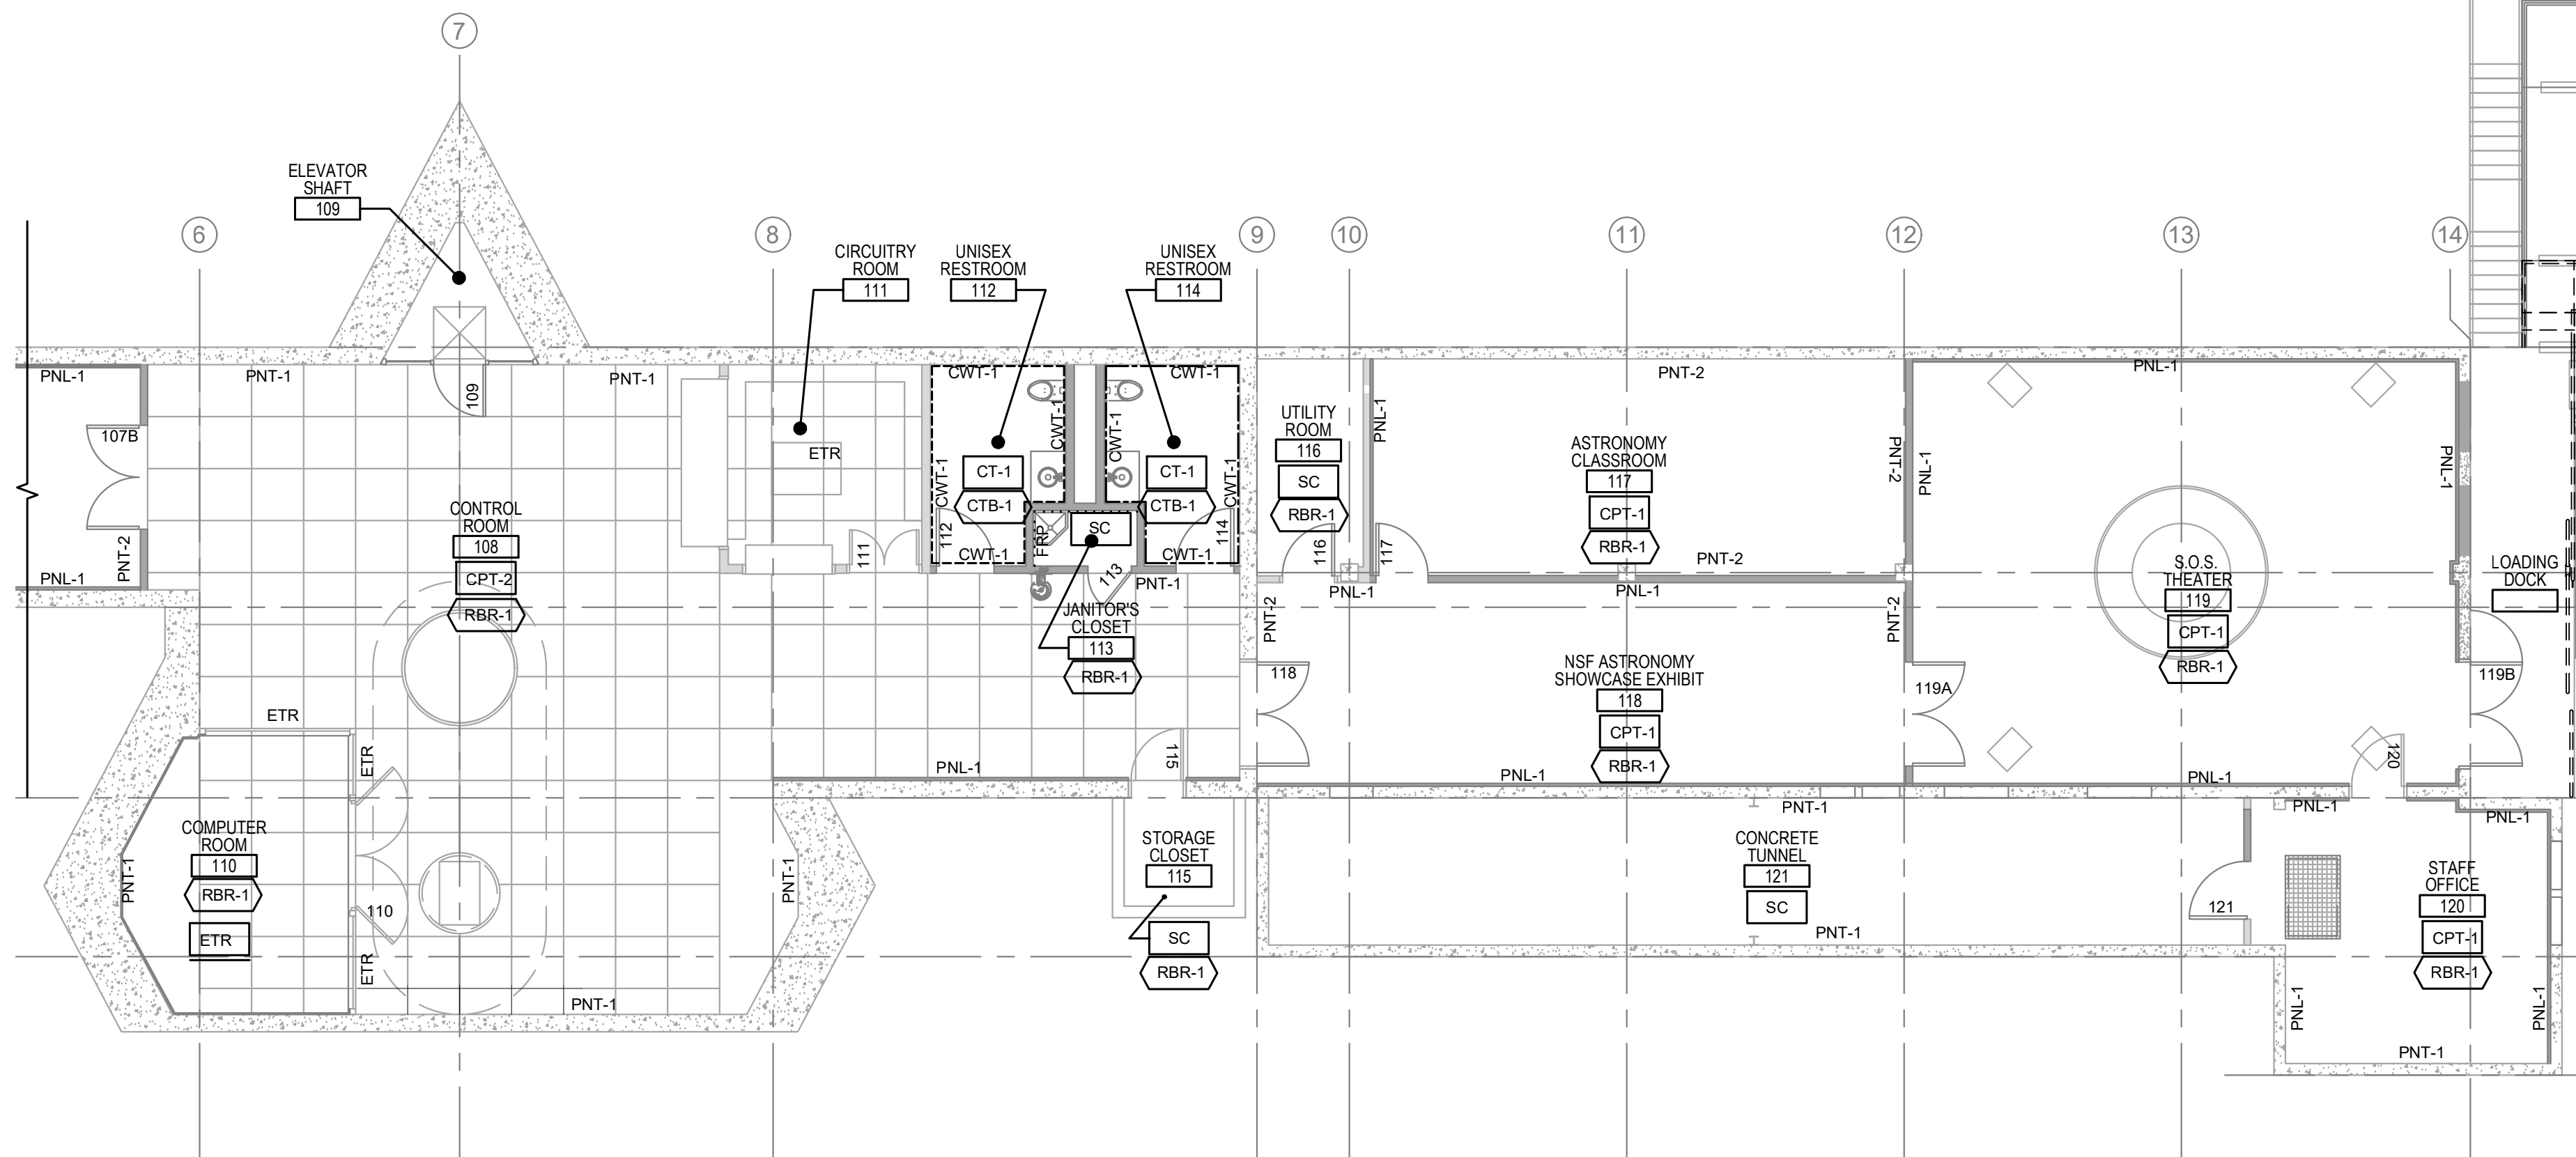 7
ELEVATOR
SHAFT
109
6
8
9
10
11
12
13
14
CIRCUITRY
ROOM
111
UNISEX
RESTROOM
112
UNISEX
RESTROOM
114
PNL-1
PNT-1
PNT-1
CWT-1
CWT-1
PNT-2
PNL-1
109
107B
ETR
CWT-1
CWT-1
CWT-1
CWT-1
CT-1
CTB-1
CT-1
CTB-1
UTILITY
ROOM
116
SC
RBR-1
PNL-1
ASTRONOMY
CLASSROOM
117
CPT-1
RBR-1
PNT-2
PNL-1
PNL-1
CONTROL
ROOM
108
CPT-2
RBR-1
PNL-1
PNT-2
111
112
CWT-1
FRP
SC
113
CWT-1
114
PNT-1
116
117
PNT-2
PNL-1
PNL-1
S.O.S.
THEATER
119
CPT-1
RBR-1
LOADING
DOCK
JANITOR'S
CLOSET
113
RBR-1
PNT-2
PNT-2
118
NSF ASTRONOMY
SHOWCASE EXHIBIT
118
CPT-1
RBR-1
119A
119B
ETR
ETR
115
120
PNL-1
PNL-1
PNL-1
COMPUTER
ROOM
110
RBR-1
ETR
PNT-1
110
ETR
PNT-1
PNT-1
STORAGE
CLOSET
115
SC
RBR-1
PNT-1
CONCRETE
TUNNEL
121
SC
PNT-1
PNL-1
PNL-1
121
STAFF
OFFICE
120
CPT-1
RBR-1
PNL-1
PNL-1
PNT-1